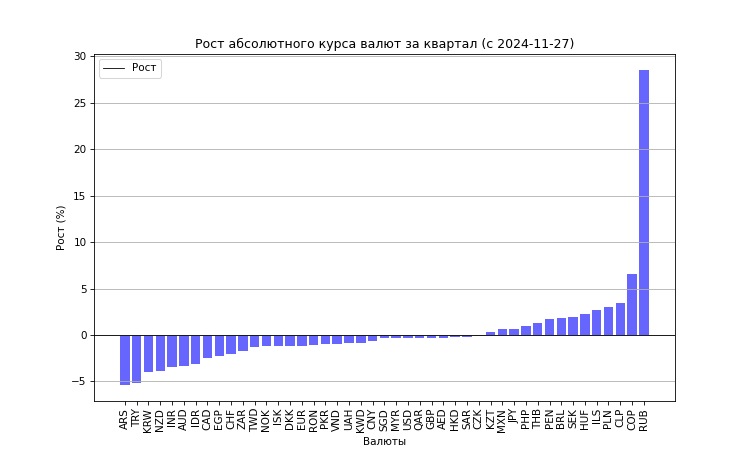 Рост абсолютного курса валют за квартал (с 2024-11-27)
Рост
30
25
20
15
10
5
0
−5
Рост (%)
ARS TRY KRW NZD INR AUD IDR CAD EGP CHF ZAR TWD NOK ISK DKK EUR RON PKR VND UAH KWD CNY SGD MYR USD QAR GBP AED HKD SAR CZK KZT MXN JPY PHP THB PEN BRL SEK HUF ILS PLN CLP COP RUB
Валюты